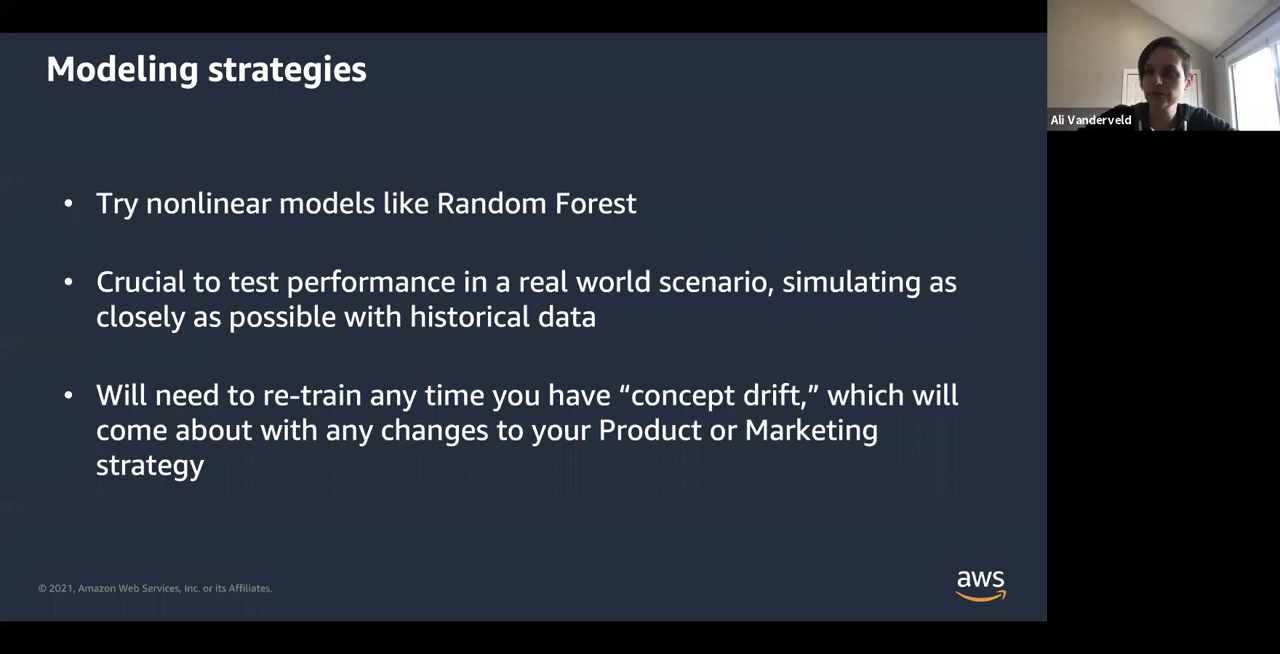 Modeling strategies
Ali Vanderveld
• Try nonlinear models like Random Forest
• Crucial to test performance in a real world scenario, simulating as
closely as possible with historical data
• Will need to re-train any time you have “concept drift,” which will
come about with any changes to your Product or Marketing
strategy
© 2021, Amazon Web Services, Inc. or its Affiliates.
aws